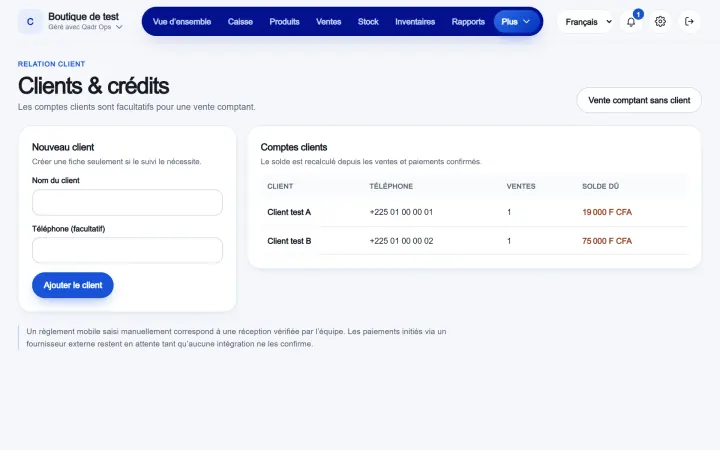 C
Boutique de test
Géré avec Qadr Ops
Vue d'ensemble
Caisse
Produits
Ventes
Stock
Inventaires
Rapports
Plus
Français
1
RELATION CLIENT
Clients & crédits
Les comptes clients sont facultatifs pour une vente comptant.
Vente comptant sans client
Nouveau client
Créer une fiche seulement si le suivi le nécessite.
Nom du client
Téléphone (facultatif)
Ajouter le client
Comptes clients
Le solde est recalculé depuis les ventes et paiements confirmés.
CLIENT TÉLÉPHONE VENTES SOLDE DÛ
Client test A +225 01 00 00 01 1 19 000 F CFA
Client test B +225 01 00 00 02 1 75 000 F CFA
Un règlement mobile saisi manuellement correspond à une réception vérifiée par l'équipe. Les paiements initiés via un
fournisseur externe restent en attente tant qu'aucune intégration ne les confirme.